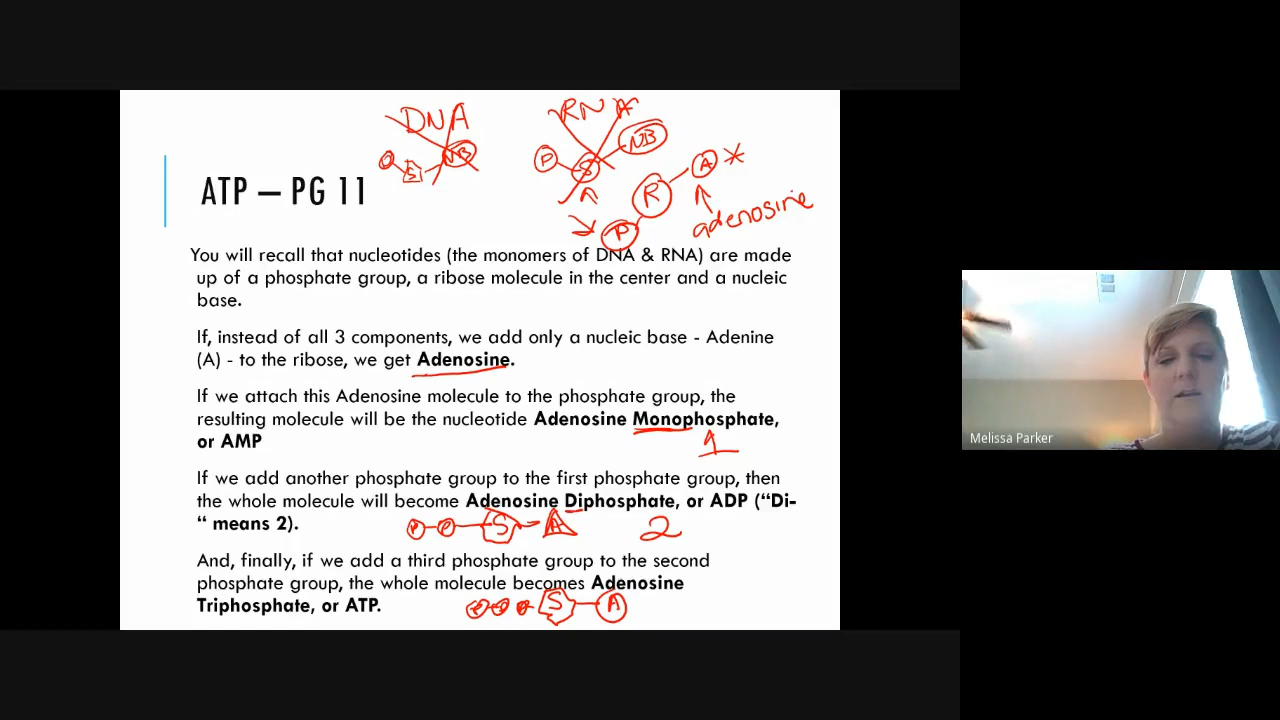 DNA
RNA
P
NB
S
NB
S
A *
R
P
adenosine
ATP – PG 11
You will recall that nucleotides (the monomers of DNA & RNA) are made
up of a phosphate group, a ribose molecule in the center and a nucleic
base.
If, instead of all 3 components, we add only a nucleic base - Adenine
(A) - to the ribose, we get Adenosine.
If we attach this Adenosine molecule to the phosphate group, the
resulting molecule will be the nucleotide Adenosine Monophosphate,
or AMP
1
If we add another phosphate group to the first phosphate group, then
the whole molecule will become Adenosine Diphosphate, or ADP (“Di-
“ means 2).
P P S A 2
And, finally, if we add a third phosphate group to the second
phosphate group, the whole molecule becomes Adenosine
Triphosphate, or ATP.
S A
Melissa Parker